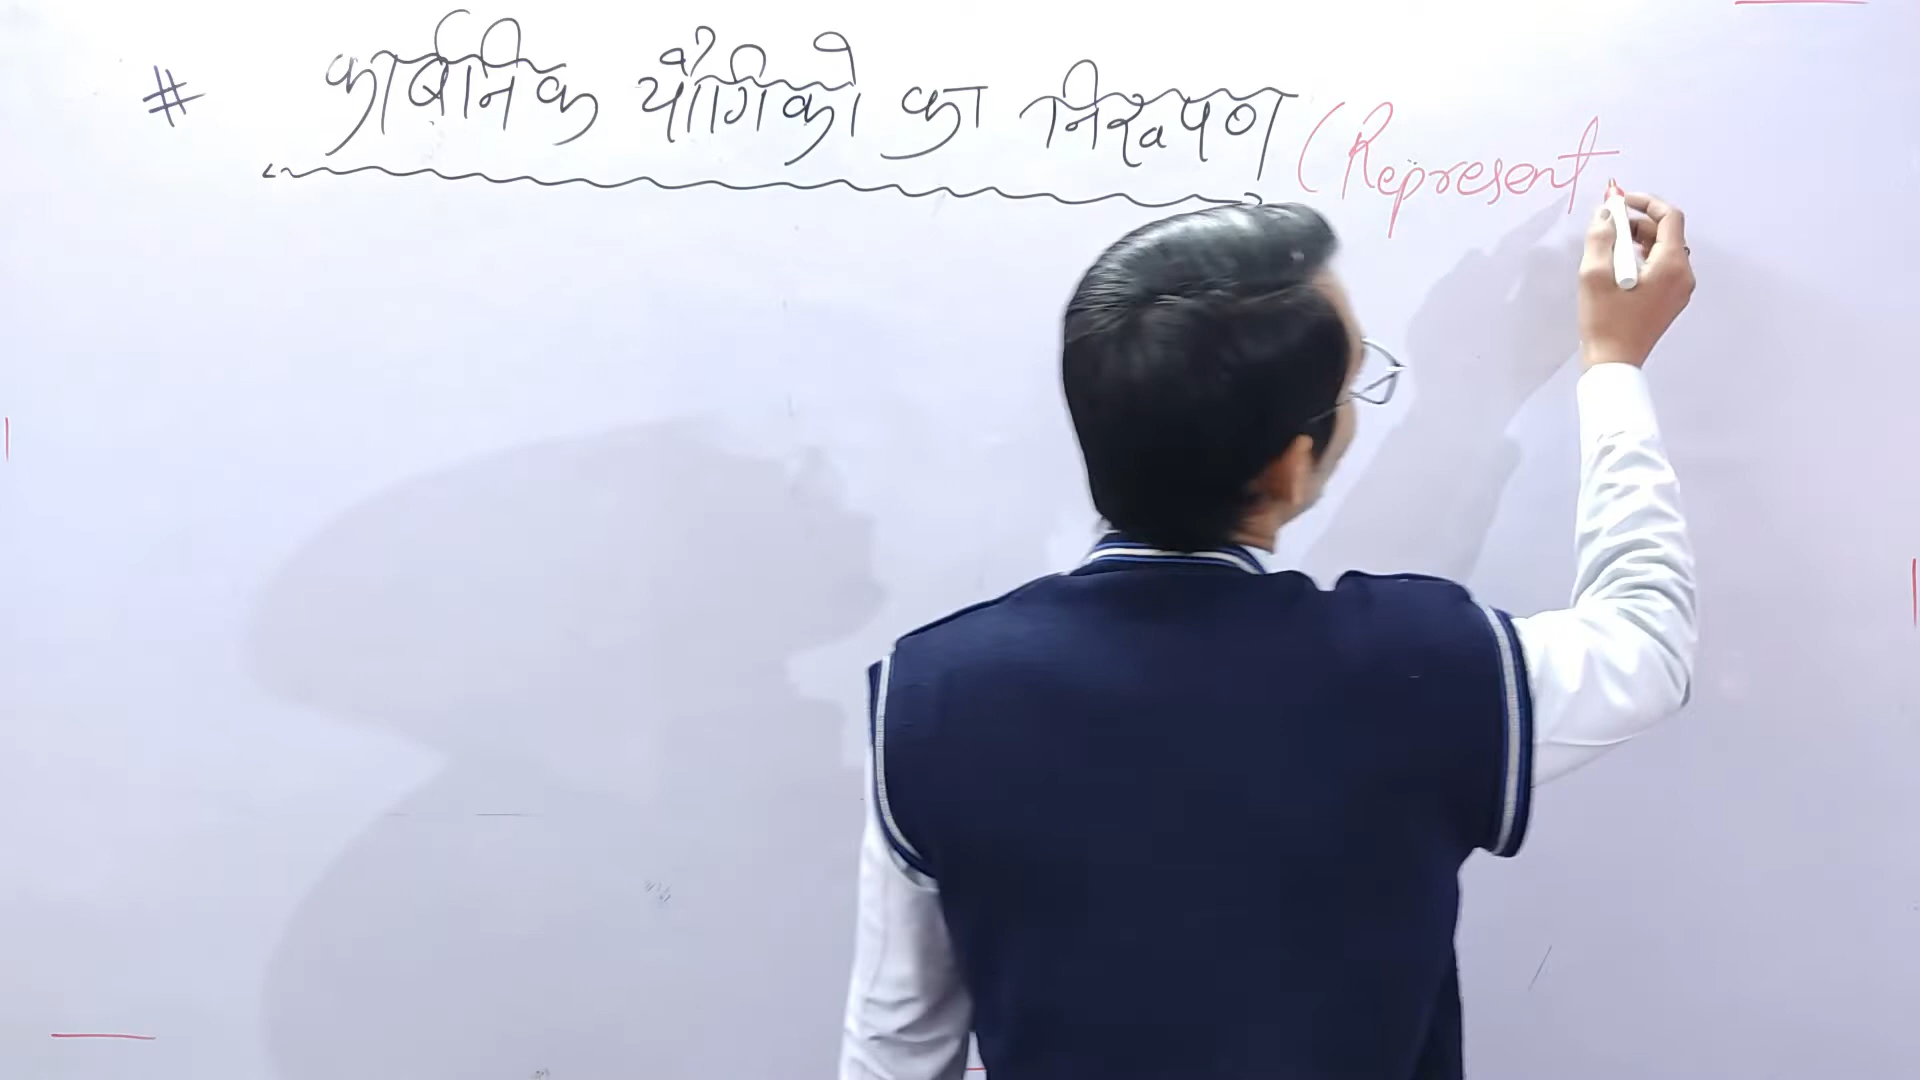 # कार्बनिक यौगिको का निरूपण (Represent